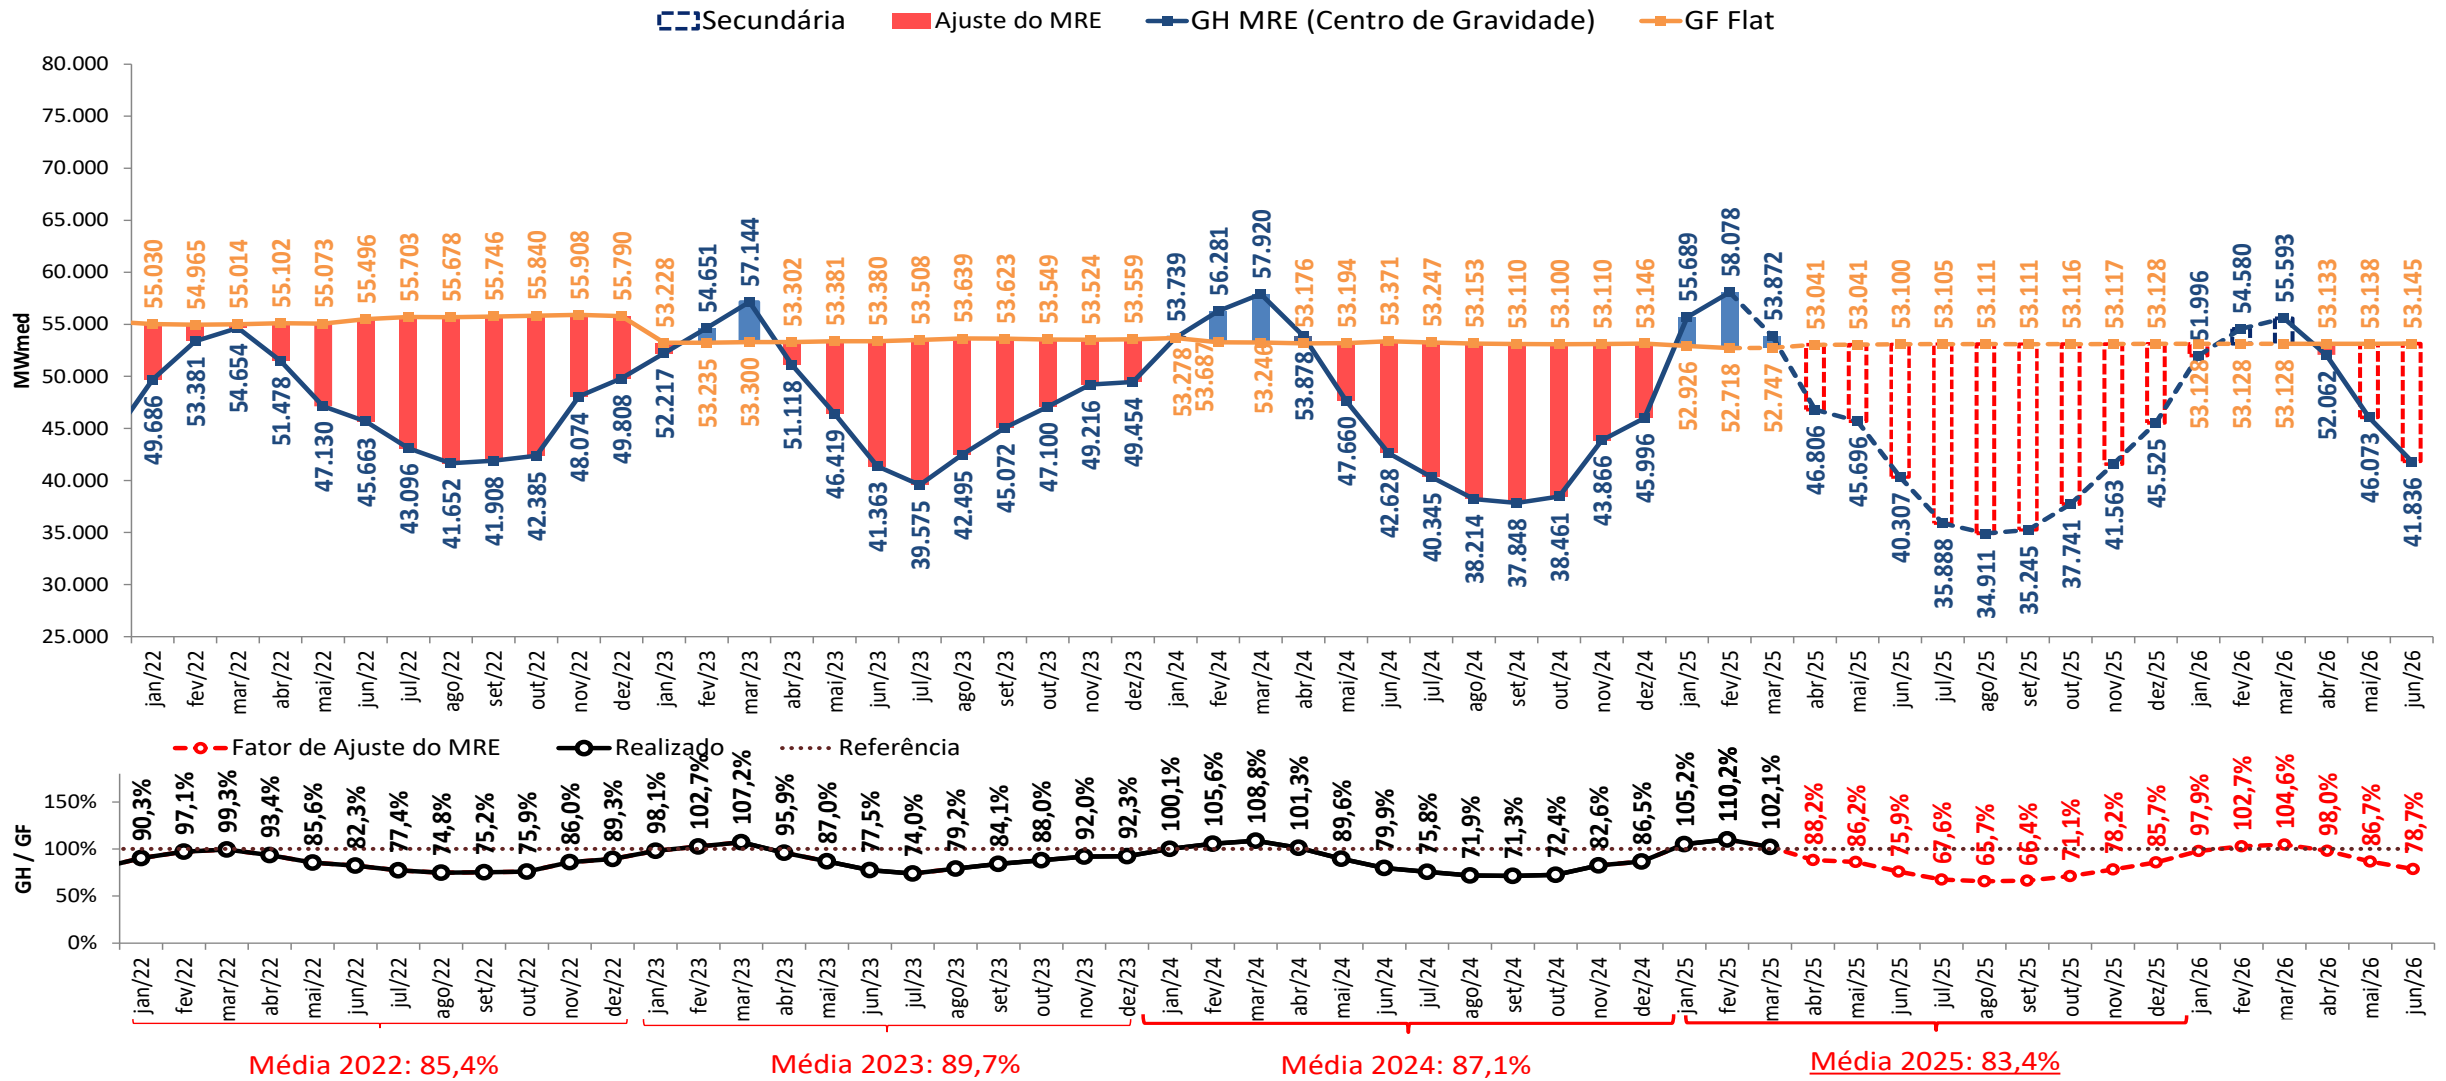 Secundária Ajuste do MRE GH MRE (Centro de Gravidade) GF Flat
80.000
75.000
70.000
65.000
60.000
55.000
50.000
45.000
40.000
35.000
30.000
25.000
MWmed
55.030 54.965 55.014 55.102 55.073 55.496 55.703 55.678 55.746 55.840 55.908 55.790 53.228 53.235 53.300 53.302 53.381 53.380 53.508 53.639 53.623 53.549 53.524 53.559 53.278 53.687 53.246 53.176 53.194 53.371 53.247 53.153 53.110 53.100 53.110 53.146 52.926 52.718 52.747 53.041 53.041 53.100 53.105 53.111 53.111 53.116 53.117 53.128 53.128 53.128 53.128 53.133 53.138 53.145
49.686 53.381 54.654 51.478 47.130 45.663 43.096 41.652 41.908 42.385 48.074 49.808 52.217 54.651 57.144 51.118 46.419 41.363 39.575 42.495 45.072 47.100 49.216 49.454 53.739 56.281 57.920 53.878 47.660 42.628 40.345 38.214 37.848 38.461 43.866 45.996 55.689 58.078 53.872 46.806 45.696 40.307 35.888 34.911 35.245 37.741 41.563 45.525 51.996 54.580 55.593 52.062 46.073 41.836
jan/22 fev/22 mar/22 abr/22 mai/22 jun/22 jul/22 ago/22 set/22 out/22 nov/22 dez/22 jan/23 fev/23 mar/23 abr/23 mai/23 jun/23 jul/23 ago/23 set/23 out/23 nov/23 dez/23 jan/24 fev/24 mar/24 abr/24 mai/24 jun/24 jul/24 ago/24 set/24 out/24 nov/24 dez/24 jan/25 fev/25 mar/25 abr/25 mai/25 jun/25 jul/25 ago/25 set/25 out/25 nov/25 dez/25 jan/26 fev/26 mar/26 abr/26 mai/26 jun/26
Fator de Ajuste do MRE Realizado Referência
150%
100%
50%
0%
GH / GF
90,3% 97,1% 99,3% 93,4% 85,6% 82,3% 77,4% 74,8% 75,2% 75,9% 86,0% 89,3% 98,1% 102,7% 107,2% 95,9% 87,0% 77,5% 74,0% 79,2% 84,1% 88,0% 92,0% 92,3% 100,1% 105,6% 108,8% 101,3% 89,6% 79,9% 75,8% 71,9% 71,3% 72,4% 82,6% 86,5% 105,2% 110,2% 102,1% 88,2% 86,2% 75,9% 67,6% 65,7% 66,4% 71,1% 78,2% 85,7% 97,9% 102,7% 104,6% 98,0% 86,7% 78,7%
jan/22 fev/22 mar/22 abr/22 mai/22 jun/22 jul/22 ago/22 set/22 out/22 nov/22 dez/22 jan/23 fev/23 mar/23 abr/23 mai/23 jun/23 jul/23 ago/23 set/23 out/23 nov/23 dez/23 jan/24 fev/24 mar/24 abr/24 mai/24 jun/24 jul/24 ago/24 set/24 out/24 nov/24 dez/24 jan/25 fev/25 mar/25 abr/25 mai/25 jun/25 jul/25 ago/25 set/25 out/25 nov/25 dez/25 jan/26 fev/26 mar/26 abr/26 mai/26 jun/26
Média 2022: 85,4% Média 2023: 89,7% Média 2024: 87,1% Média 2025: 83,4%